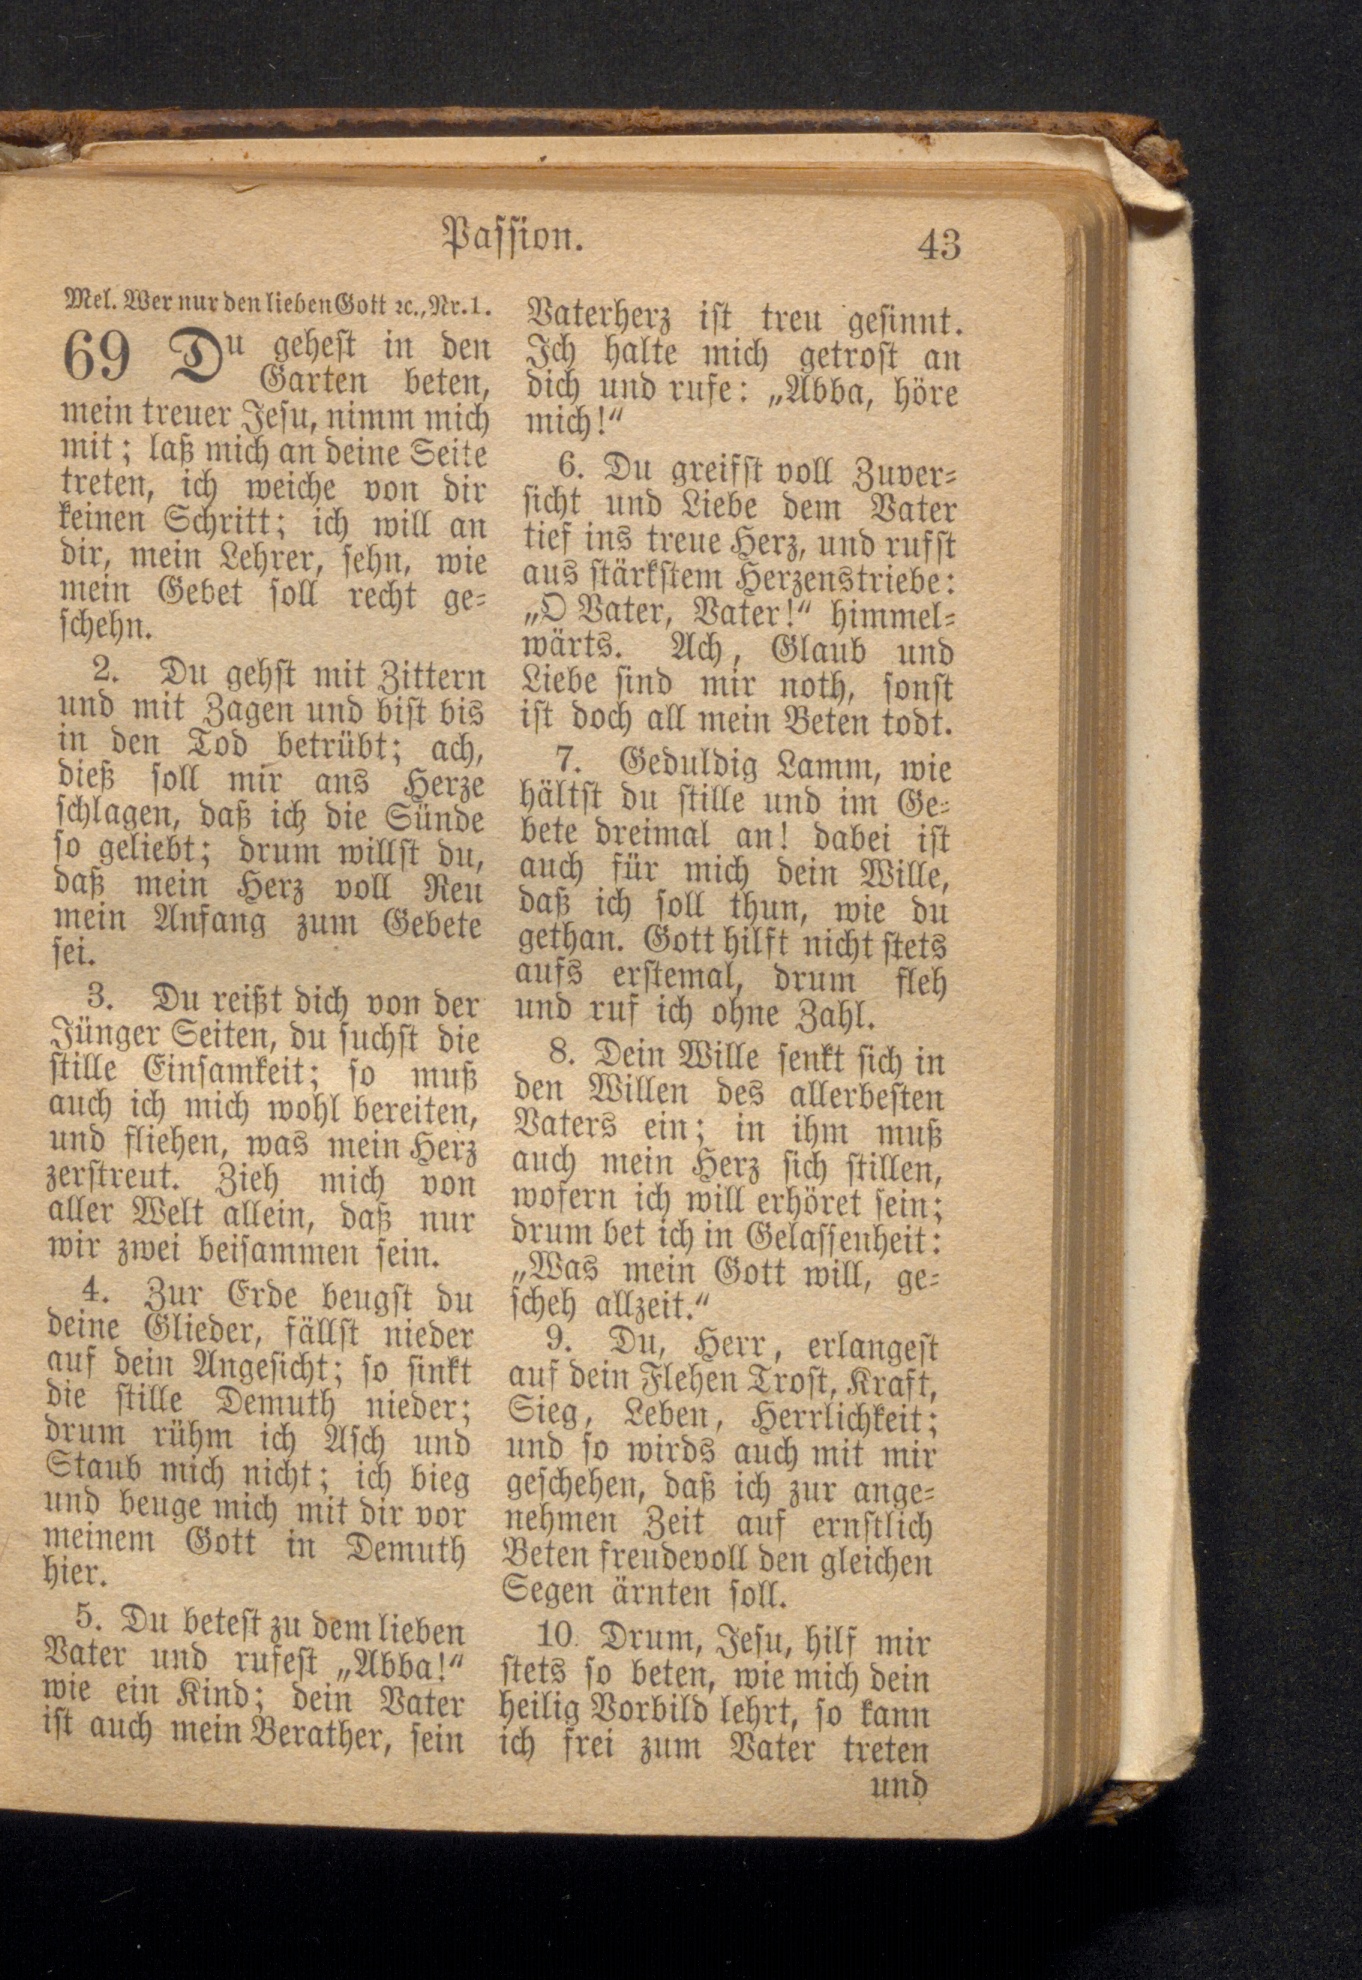 Passion.
43
Mel. Wer nur den lieben Gott ꝛc., Nr. 1.
69 Du gehest in den
Garten beten,
mein treuer Jesu, nimm mich
mit; laß mich an deine Seite
treten, ich weiche von dir
keinen Schritt; ich will an
dir, mein Lehrer, sehn, wie
mein Gebet soll recht ge-
schehn.
2. Du gehst mit Zittern
und mit Zagen und bist bis
in den Tod betrübt; ach,
dieß soll mir ans Herze
schlagen, daß ich die Sünde
so geliebt; drum willst du,
daß mein Herz voll Reu
mein Anfang zum Gebete
sei.
3. Du reißt dich von der
Jünger Seiten, du suchst die
stille Einsamkeit; so muß
auch ich mich wohl bereiten,
und fliehen, was mein Herz
zerstreut. Zieh mich von
aller Welt allein, daß nur
wir zwei beisammen sein.
4. Zur Erde beugst du
deine Glieder, fällst nieder
auf dein Angesicht; so sinkt
die stille Demuth nieder;
drum rühm ich Asch und
Staub mich nicht; ich bieg
und beuge mich mit dir vor
meinem Gott in Demuth
hier.
5. Du betest zu dem lieben
Vater und rufest „Abba!“
wie ein Kind; dein Vater
ist auch mein Berather, sein
Vaterherz ist treu gesinnt.
Ich halte mich getrost an
dich und rufe: „Abba, höre
mich!“
6. Du greifst voll Zuver-
sicht und Liebe dem Vater
tief ins treue Herz, und rufst
aus stärkstem Herzenstriebe:
„O Vater, Vater!“ himmel-
wärts. Ach, Glaub und
Liebe sind mir noth, sonst
ist doch all mein Beten todt.
7. Geduldig Lamm, wie
hältst du stille und im Ge-
bete dreimal an! dabei ist
auch für mich dein Wille,
daß ich soll thun, wie du
gethan. Gott hilft nicht stets
aufs erstemal, drum fleh
und ruf ich ohne Zahl.
8. Dein Wille senkt sich in
den Willen des allerbesten
Vaters ein; in ihm muß
auch mein Herz sich stillen,
wofern ich will erhöret sein;
drum bet ich in Gelassenheit:
„Was mein Gott will, ge-
scheh allzeit.“
9. Du, Herr, erlangest
auf dein Flehen Trost, Kraft,
Sieg, Leben, Herrlichkeit;
und so wirds auch mit mir
geschehen, daß ich zur ange-
nehmen Zeit auf ernstlich
Beten freudevoll den gleichen
Segen ärnten soll.
10. Drum, Jesu, hilf mir
stets so beten, wie mich dein
heilig Vorbild lehrt, so kann
ich frei zum Vater treten
und